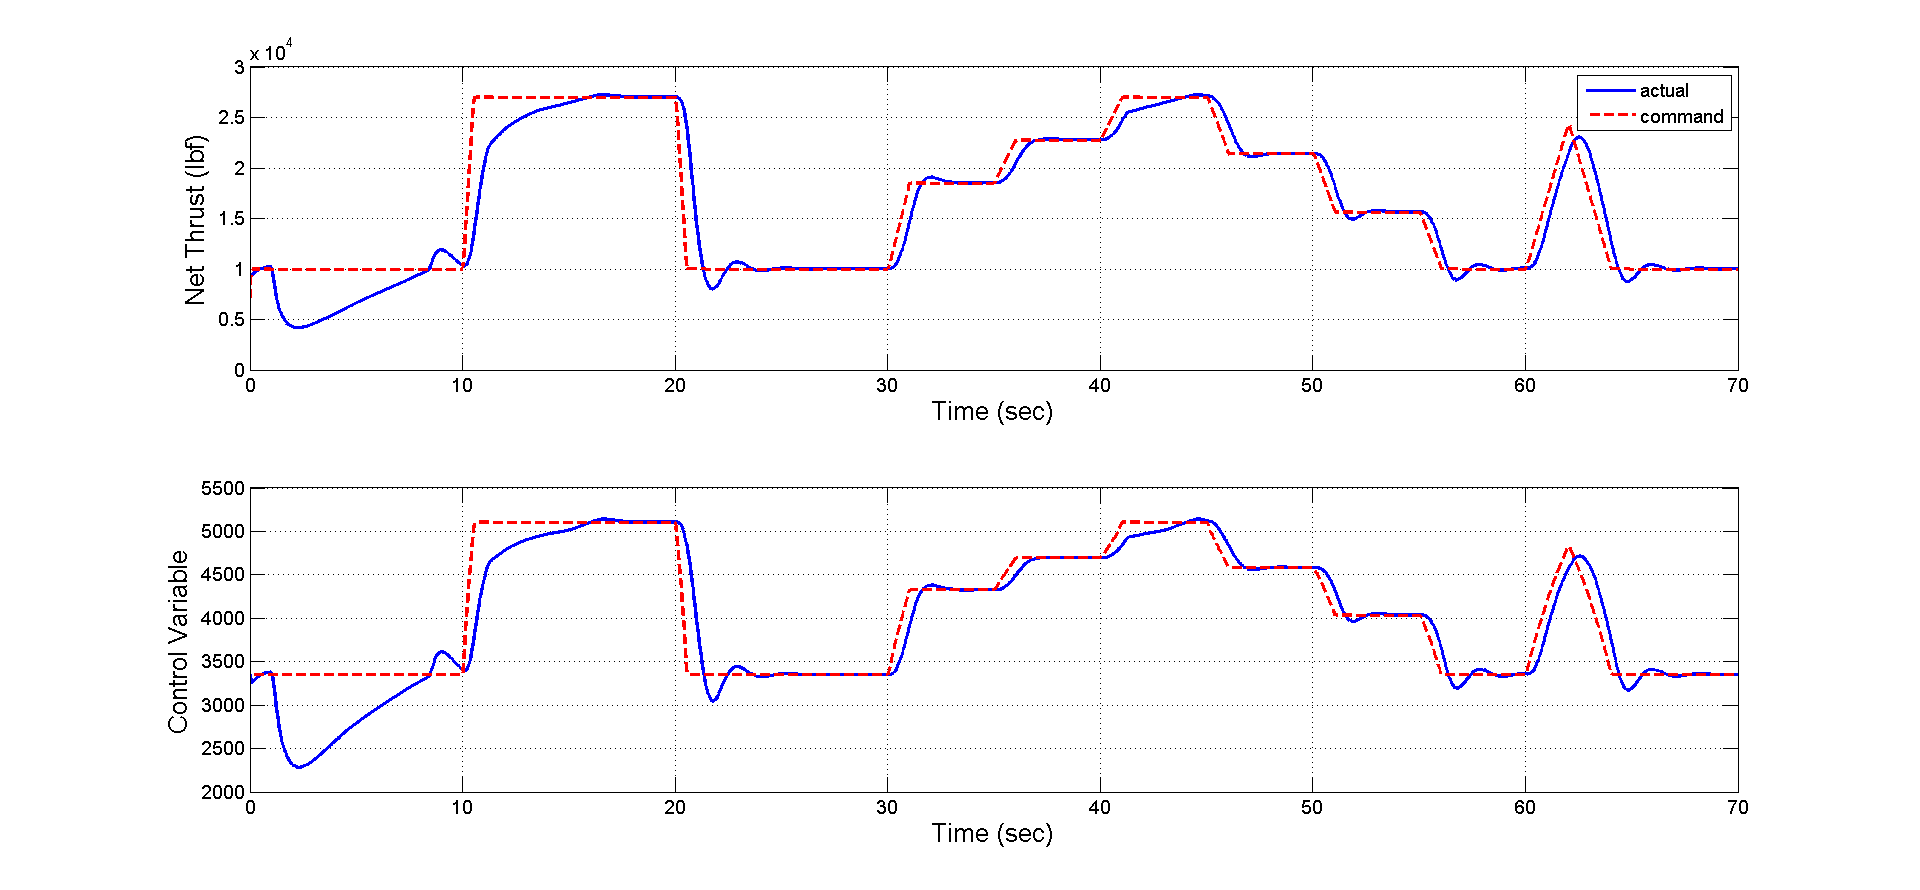 x 10^4
3
2.5
2
1.5
1
0.5
0
Net Thrust (lbf)
actual
command
0 10 20 30 40 50 60 70
Time (sec)
5500
5000
4500
4000
3500
3000
2500
2000
Control Variable
0 10 20 30 40 50 60 70
Time (sec)